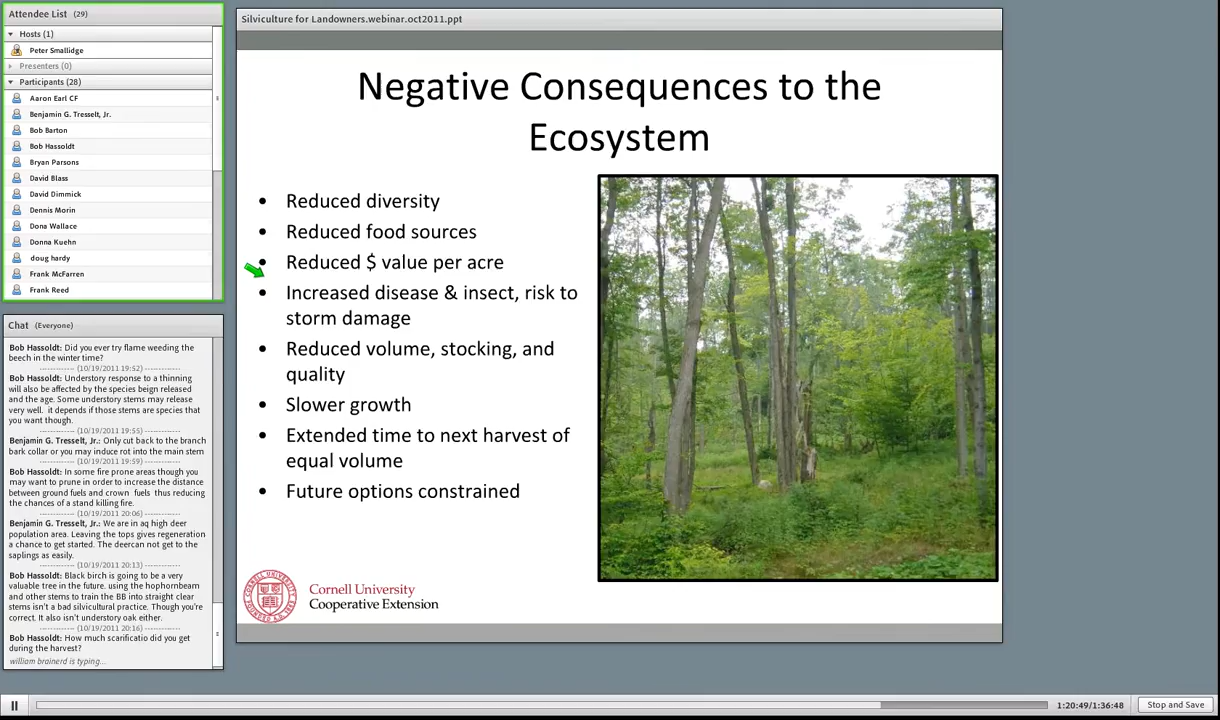 Attendee List (29)
Hosts (1)
Peter Smallidge
Presenters (0)
Participants (28)
Aaron Earl CF
Benjamin G. Tresselt, Jr.
Bob Barton
Bob Hassoldt
Bryan Parsons
David Blass
David Dimmick
Dennis Morin
Dona Wallace
Donna Kuehn
doug hardy
Frank McFarren
Frank Reed
Chat (Everyone)
Bob Hassoldt: Did you ever try flame weeding the
beech in the winter time?
(10/19/2011 19:52)
Bob Hassoldt: Understory response to a thinning
will also be affected by the species beign released
and the age. Some understory stems may release
very well. it depends if those stems are species that
you want though.
(10/19/2011 19:55)
Benjamin G. Tresselt, Jr.: Only cut back to the branch
bark collar or you may induce rot into the main stem
(10/19/2011 19:59)
Bob Hassoldt: In some fire prone areas though you
may want to prune in order to increase the distance
between ground fuels and crown fuels thus reducing
the chances of a stand killing fire.
(10/19/2011 20:06)
Benjamin G. Tresselt, Jr.: We are in aq high deer
population area. Leaving the tops gives regeneration
a chance to get started. The deercan not get to the
saplings as easily.
(10/19/2011 20:13)
Bob Hassoldt: Black birch is going to be a very
valuable tree in the future. using the hophornbeam
and other stems to train the BB into straight clear
stems isn't a bad silvicultural practice. Though you're
correct. It also isn't understory oak either.
(10/19/2011 20:16)
Bob Hassoldt: How much scarificatio did you get
during the harvest?
william brainerd is typing...
Silviculture for Landowners.webinar.oct2011.ppt
Negative Consequences to the
Ecosystem
• Reduced diversity
• Reduced food sources
• Reduced $ value per acre
• Increased disease & insect, risk to
storm damage
• Reduced volume, stocking, and
quality
• Slower growth
• Extended time to next harvest of
equal volume
• Future options constrained
Cornell University
Cooperative Extension
1:20:49/1:36:48
Stop and Save